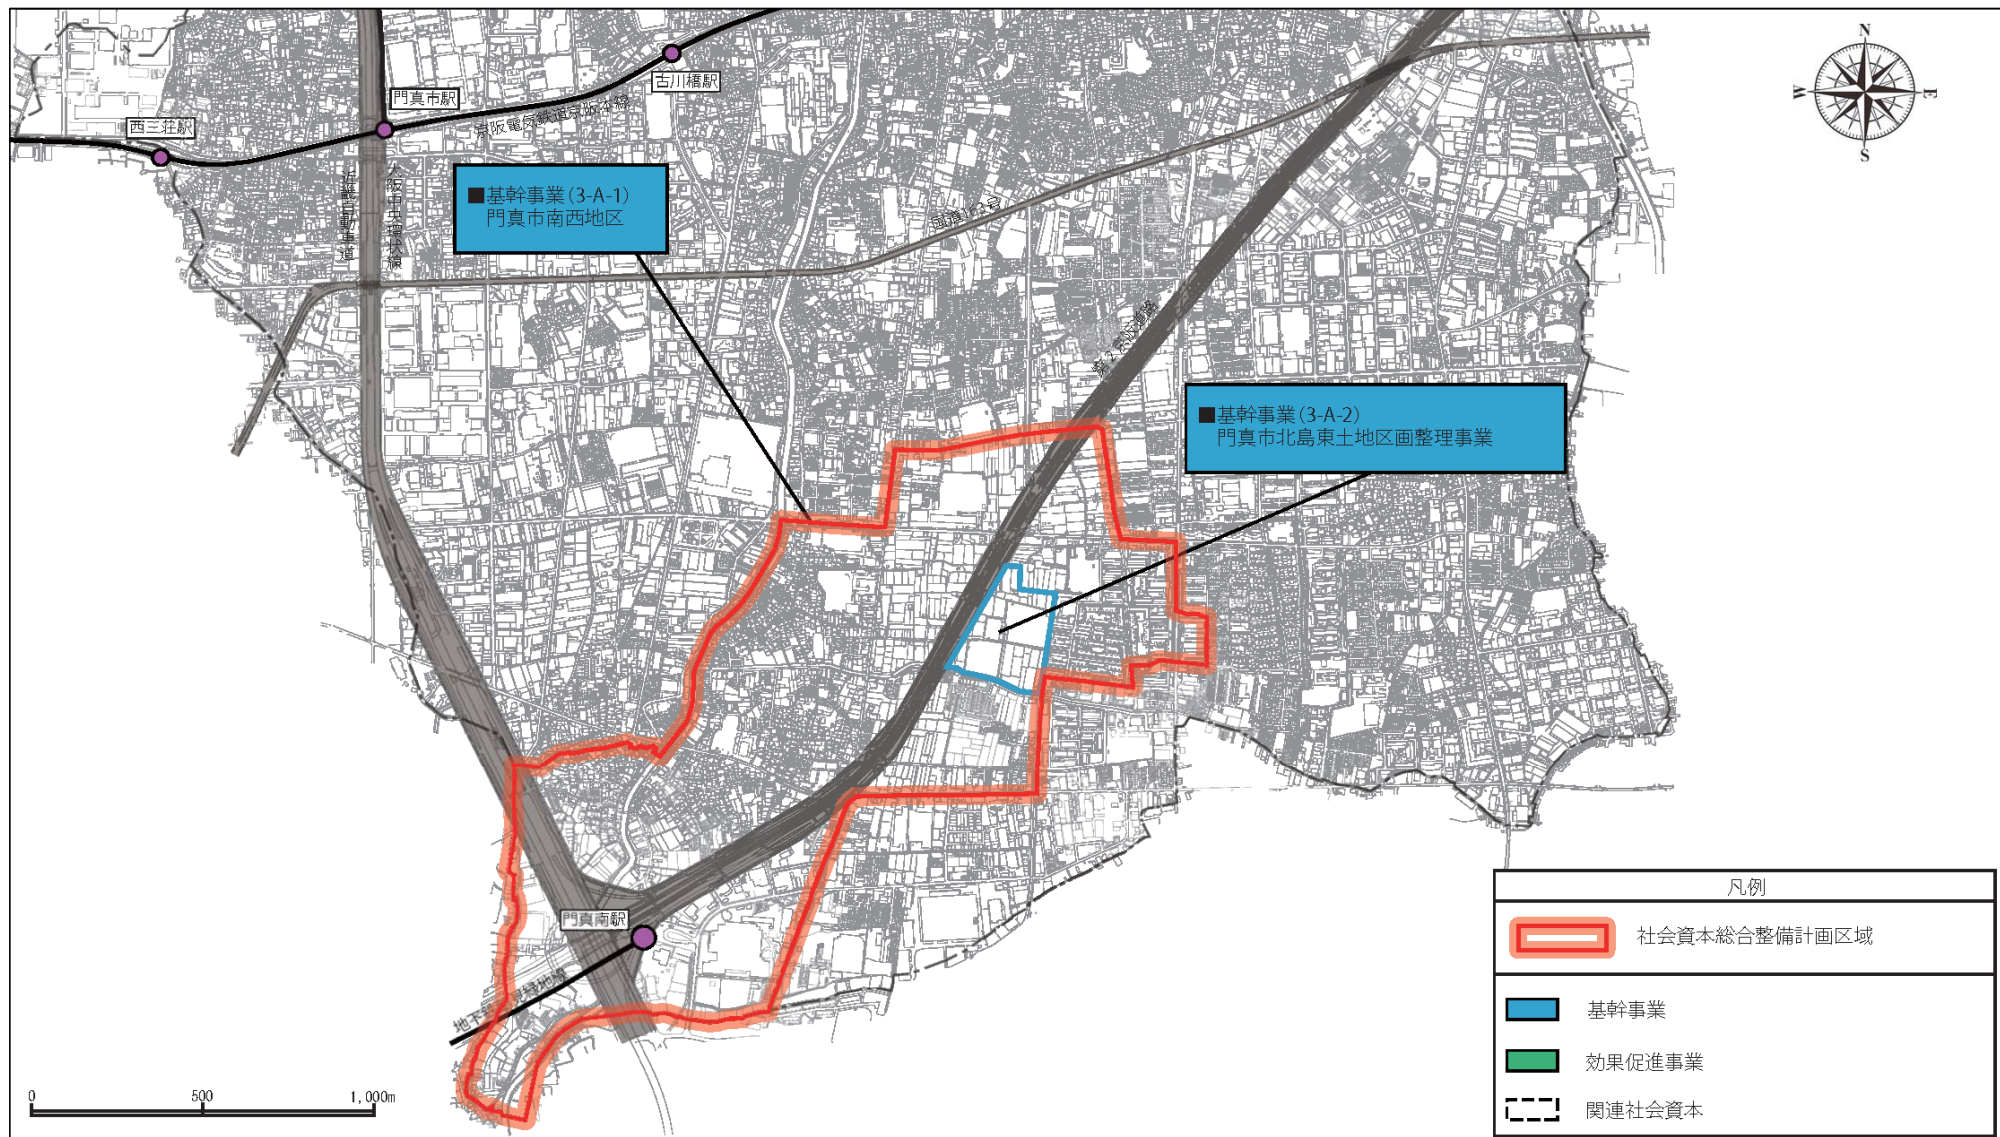 N
W
E
S
古川橋駅
門真市駅
西三荘駅
京阪電気鉄道京阪本線
近畿自動車道
大阪中央環状線
■基幹事業(3-A-1)
門真市南西地区
国道163号
第2京阪道路
■基幹事業(3-A-2)
門真市北島東土地区画整理事業
門真南駅
凡例
社会資本総合整備計画区域
基幹事業
効果促進事業
関連社会資本
0 500 1,000m